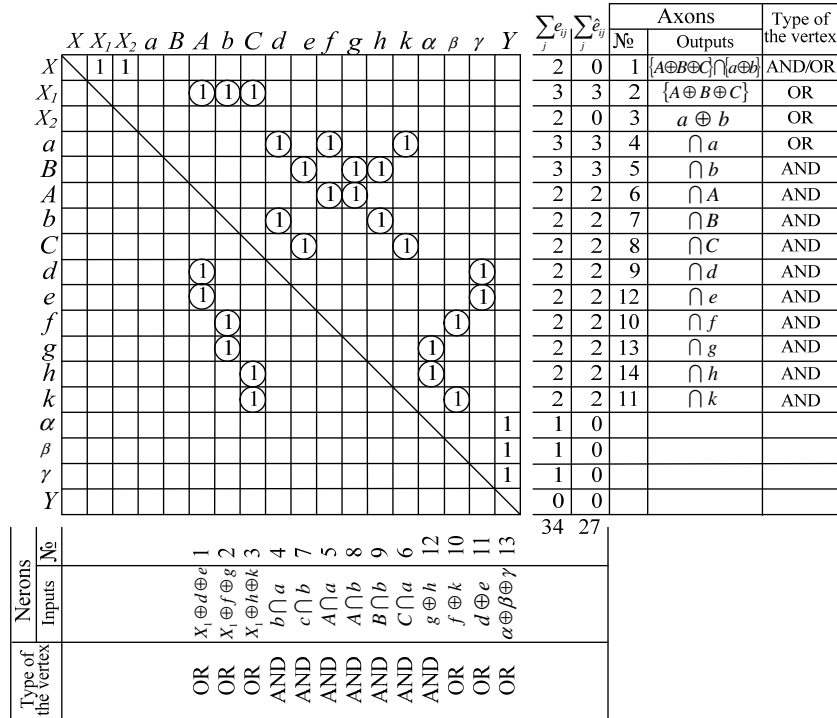 X X₁ X₂ a B A b C d e f g h k α β γ Y ∑ⱼ eᵢⱼ ∑ⱼ êᵢⱼ Axons Type of the vertex
№ Outputs
X 1 1 2 0 1 {A⊕B⊕C}∩{a⊕b} AND/OR
X₁ 1 1 1 3 3 2 {A⊕B⊕C} OR
X₂ 2 0 3 a ⊕ b OR
a 1 1 1 3 3 4 ∩ a OR
B 1 1 1 3 3 5 ∩ b AND
A 1 1 2 2 6 ∩ A AND
b 1 1 2 2 7 ∩ B AND
C 1 1 2 2 8 ∩ C AND
d 1 1 2 2 9 ∩ d AND
e 1 1 2 2 12 ∩ e AND
f 1 1 2 2 10 ∩ f AND
g 1 1 2 2 13 ∩ g AND
h 1 1 2 2 14 ∩ h AND
k 1 1 2 2 11 ∩ k AND
α 1 1 0
β 1 1 0
γ 1 1 0
Y 0 0
34 27
Nerons
№ 1 2 3 4 7 5 8 9 6 12 10 11 13
Inputs X₁⊕d⊕e X₁⊕f⊕g X₁⊕h⊕k b∩a c∩b A∩a A∩b B∩b C∩a g⊕h f⊕k d⊕e α⊕β⊕γ
Type of the vertex OR OR OR AND AND AND AND AND AND AND OR OR OR